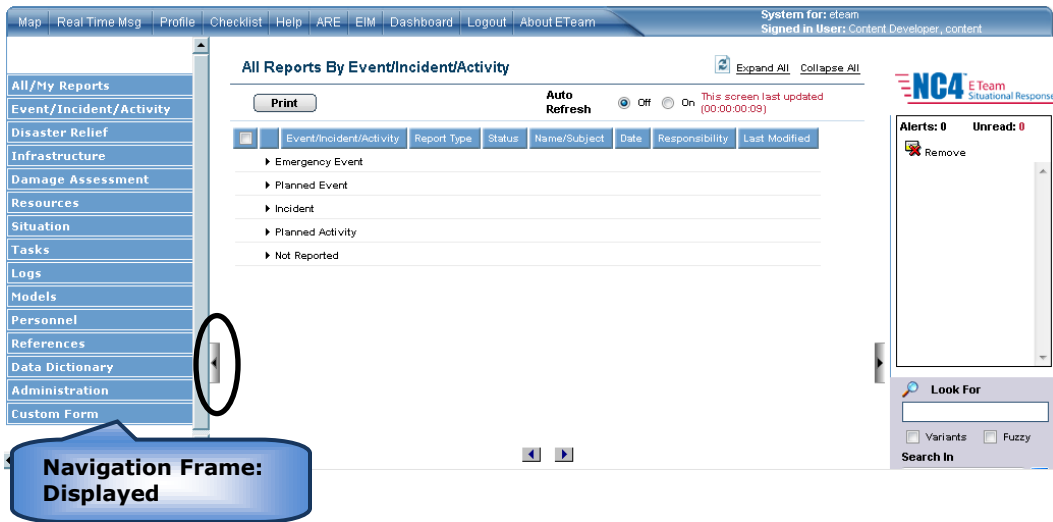 Map Real Time Msg Profile Checklist Help ARE EIM Dashboard Logout About ETeam
System for: eteam
Signed in User: Content Developer, content
All/My Reports
Event/Incident/Activity
Disaster Relief
Infrastructure
Damage Assessment
Resources
Situation
Tasks
Logs
Models
Personnel
References
Data Dictionary
Administration
Custom Form
Navigation Frame:
Displayed
All Reports By Event/Incident/Activity
Expand All Collapse All
Print
Auto
Refresh
Off On
This screen last updated
(00:00:00:09)
Event/Incident/Activity Report Type Status Name/Subject Date Responsibility Last Modified
Emergency Event
Planned Event
Incident
Planned Activity
Not Reported
NC4 E Team
Situational Response
Alerts: 0 Unread: 0
Remove
Look For
Variants Fuzzy
Search In